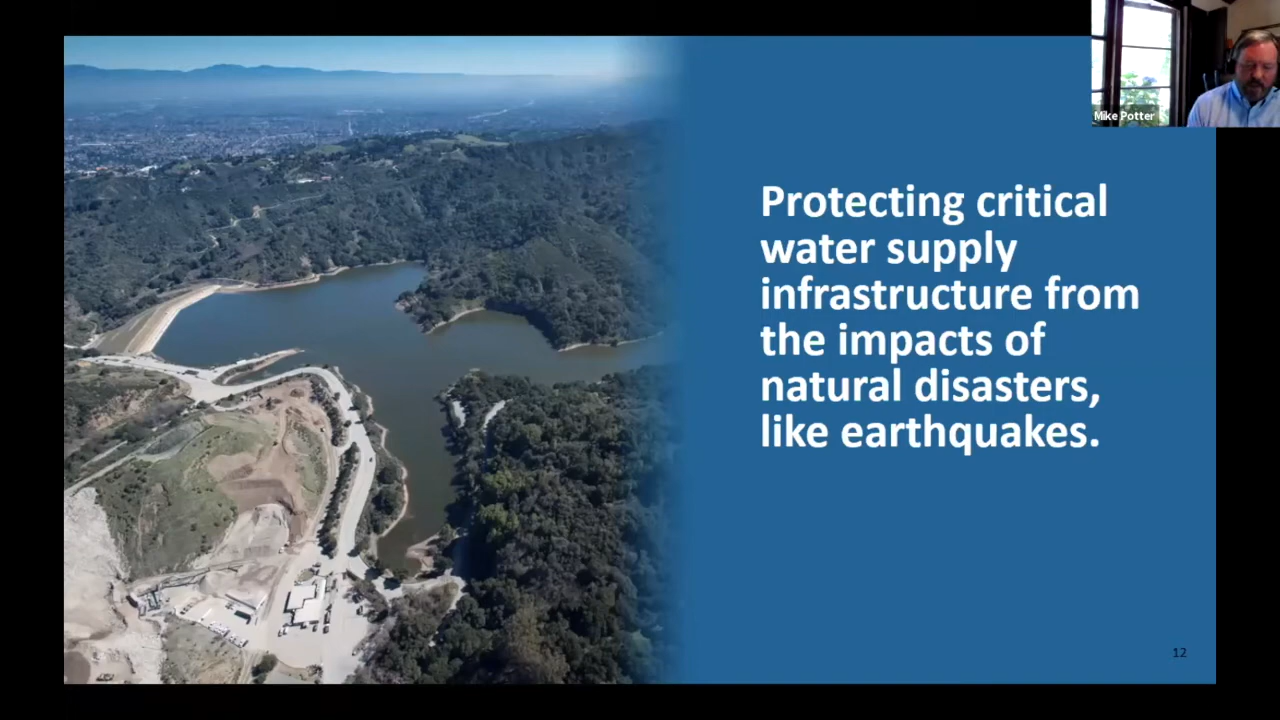 Mike Potter
Protecting critical
water supply
infrastructure from
the impacts of
natural disasters,
like earthquakes.
12